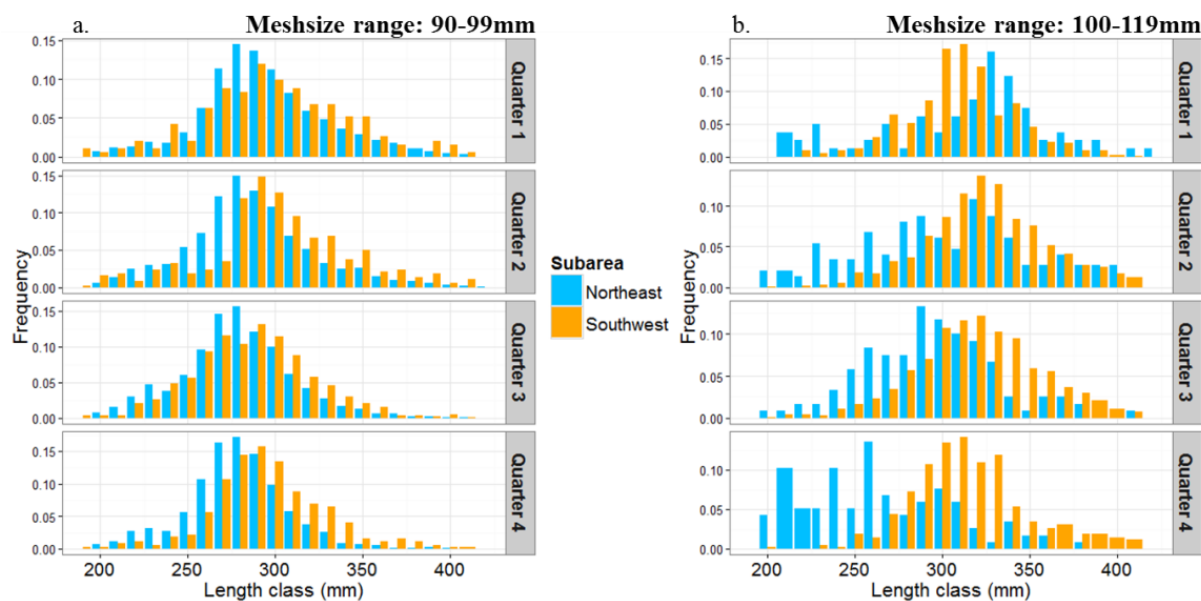 a.
Meshsize range: 90-99mm
0.15
0.10
0.05
0.00
Quarter 1
0.15
0.10
0.05
0.00
Quarter 2
0.15
0.10
0.05
0.00
Quarter 3
0.15
0.10
0.05
0.00
Quarter 4
Frequency
200 250 300 350 400
Length class (mm)
Subarea
Northeast
Southwest
b.
Meshsize range: 100-119mm
0.15
0.10
0.05
0.00
Quarter 1
0.10
0.05
0.00
Quarter 2
0.10
0.05
0.00
Quarter 3
0.10
0.05
0.00
Quarter 4
Frequency
200 250 300 350 400
Length class (mm)